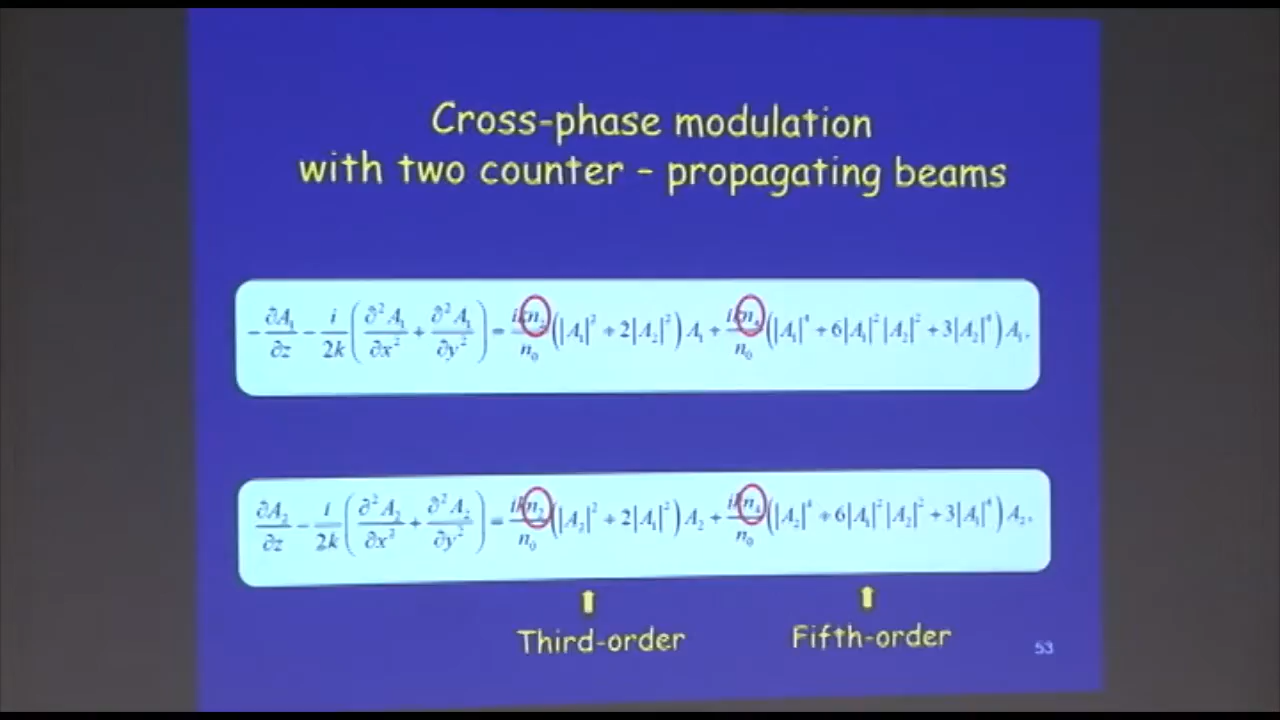 Cross-phase modulation
with two counter – propagating beams
−∂A₁/∂z − i/2k (∂²A₁/∂x² + ∂²A₁/∂y²) = ikn₂/n₀ (|A₁|² + 2|A₂|²) A₁ + ikn₄/n₀ (|A₁|⁴ + 6|A₁|²|A₂|² + 3|A₂|⁴) A₁,
∂A₂/∂z − i/2k (∂²A₂/∂x² + ∂²A₂/∂y²) = ikn₂/n₀ (|A₂|² + 2|A₁|²) A₂ + ikn₄/n₀ (|A₂|⁴ + 6|A₁|²|A₂|² + 3|A₁|⁴) A₂,
Third-order
Fifth-order
53